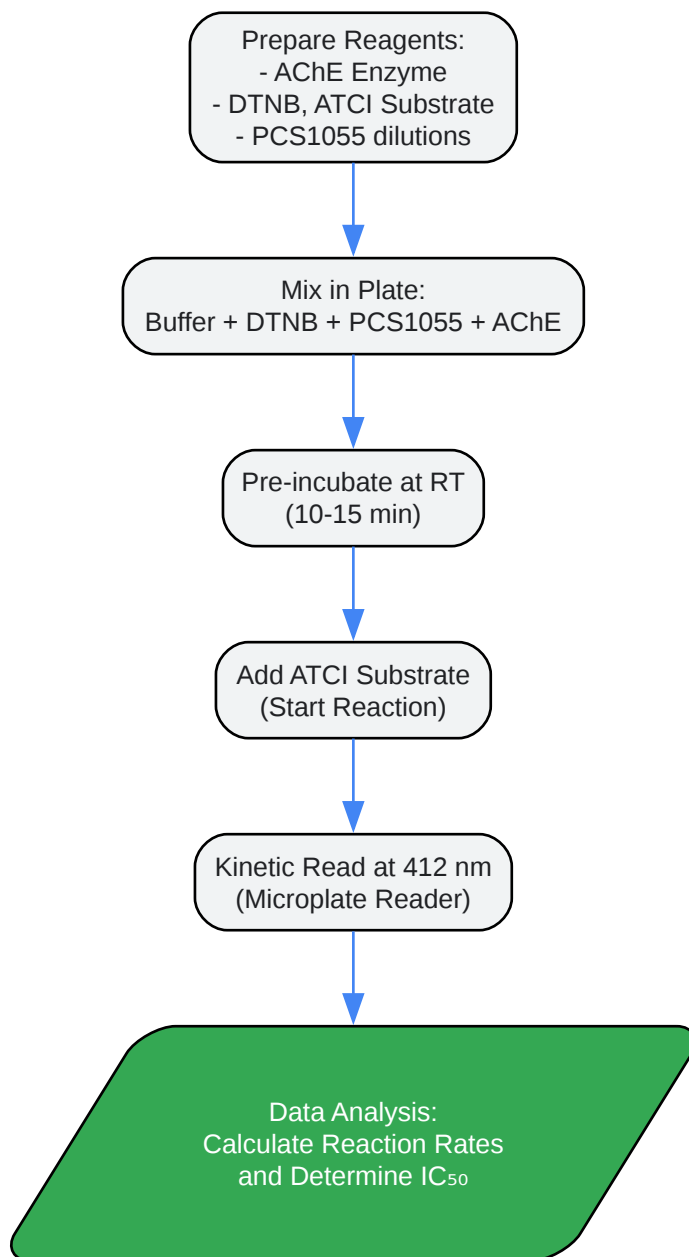 Prepare Reagents:
- AChE Enzyme
- DTNB, ATCI Substrate
- PCS1055 dilutions
Mix in Plate:
Buffer + DTNB + PCS1055 + AChE
Pre-incubate at RT
(10-15 min)
Add ATCI Substrate
(Start Reaction)
Kinetic Read at 412 nm
(Microplate Reader)
Data Analysis:
Calculate Reaction Rates
and Determine IC₅₀